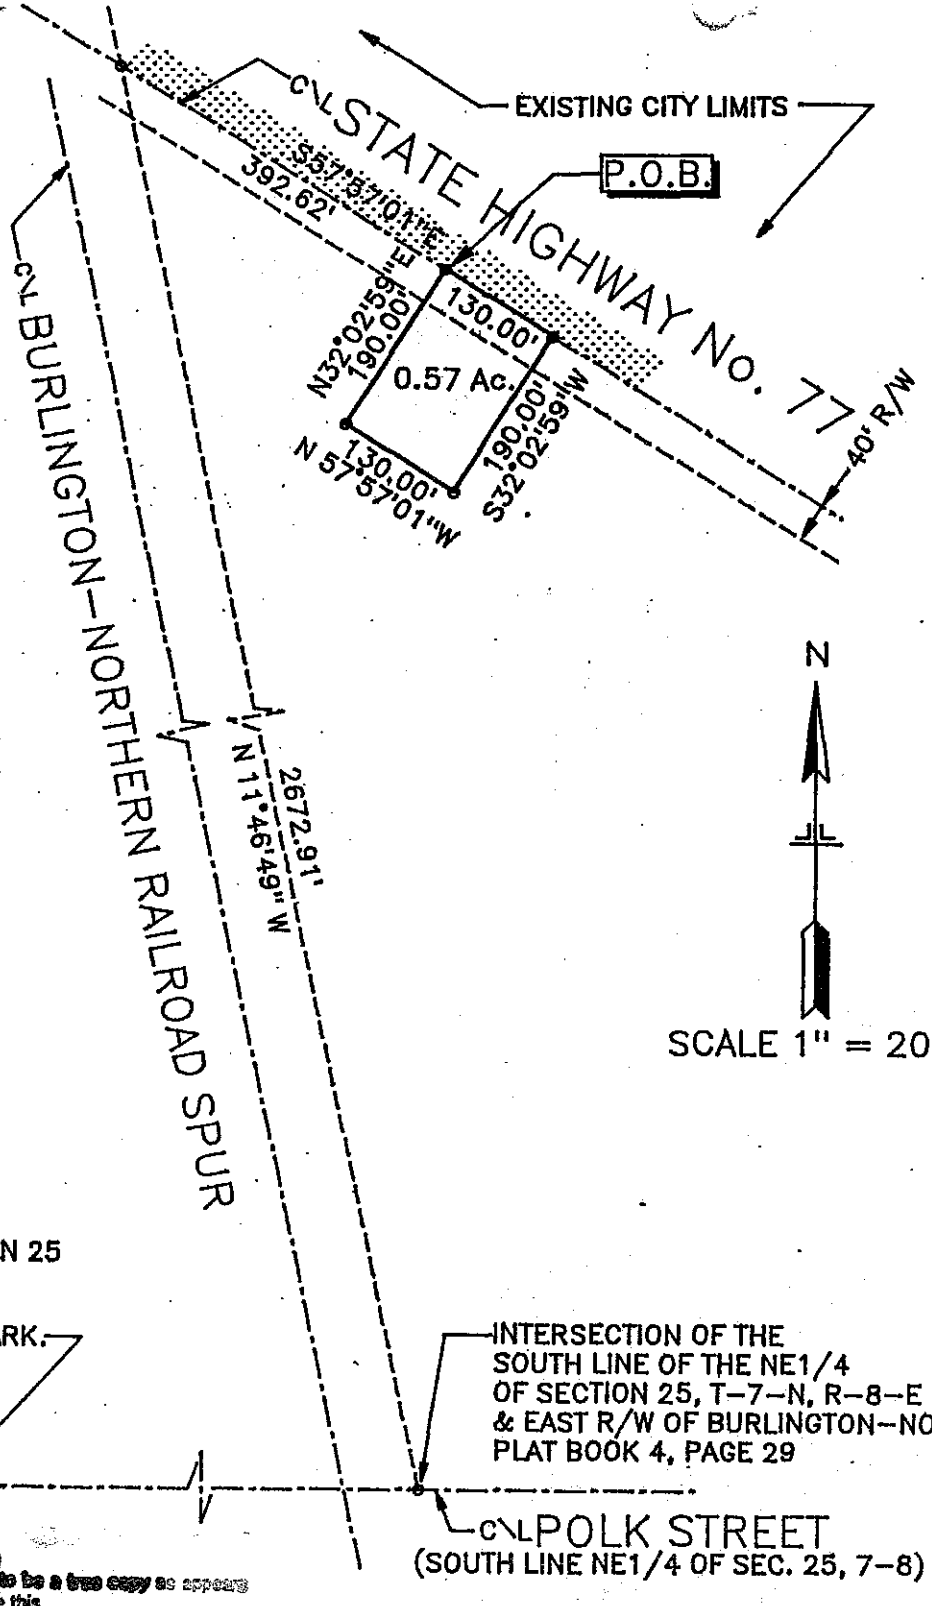 EXISTING CITY LIMITS
C\L STATE HIGHWAY No. 77
P.O.B.
S57°57'01"E
392.62'
130.00'
N32°02'59"E
190.00'
0.57 Ac.
190.00'
S32°02'59"W
130.00'
N 57°57'01"W
40' R/W
C\L BURLINGTON-NORTHERN RAILROAD SPUR
2672.91'
N 11°46'49" W
N
SCALE 1" = 20
N 25
ARK.
INTERSECTION OF THE
SOUTH LINE OF THE NE1/4
OF SECTION 25, T-7-N, R-8-E
& EAST R/W OF BURLINGTON-NO
PLAT BOOK 4, PAGE 29
C\L POLK STREET
(SOUTH LINE NE1/4 OF SEC. 25, 7-8)
to be a true copy as appears
this